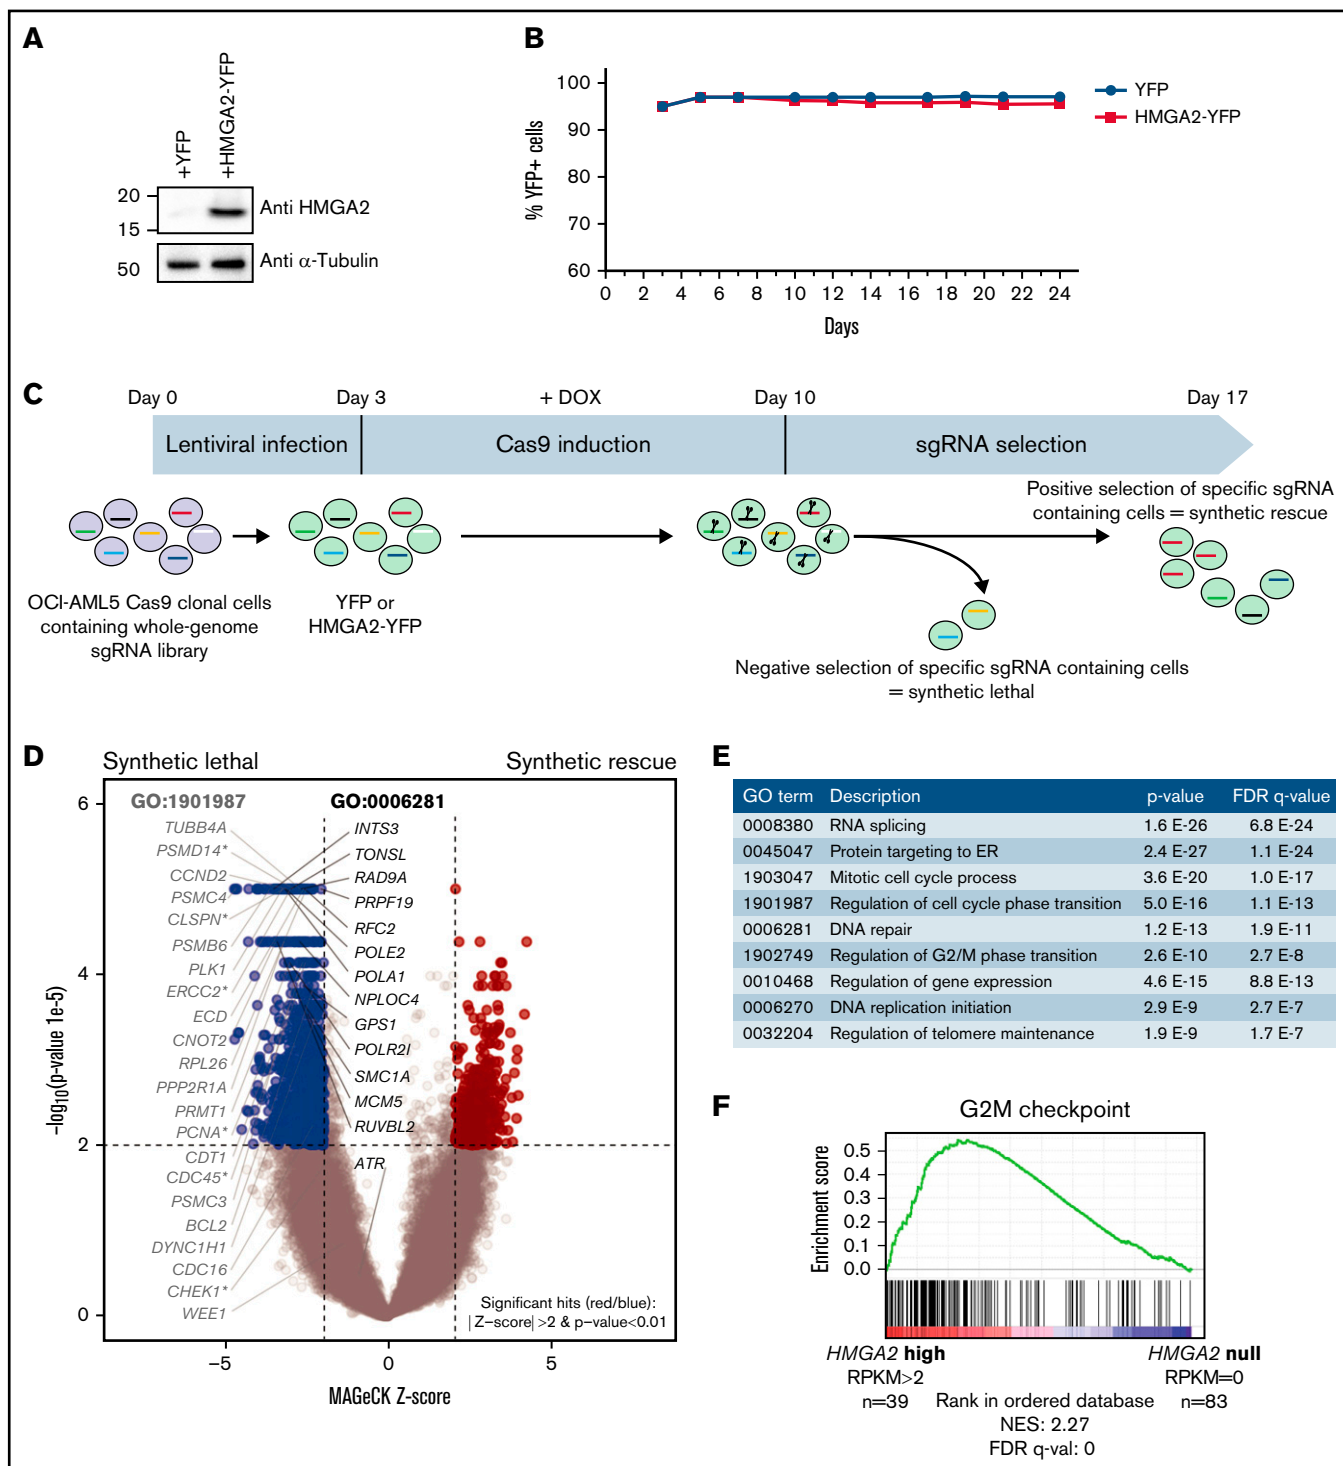 A
+YFP
+HMGA2-YFP
20
15
50
Anti HMGA2
Anti α-Tubulin
B
% YFP+ cells
100
90
80
70
60
0 2 4 6 8 10 12 14 16 18 20 22 24
Days
YFP
HMGA2-YFP
C
Day 0
Day 3
+ DOX
Day 10
Day 17
Lentiviral infection
Cas9 induction
sgRNA selection
OCI-AML5 Cas9 clonal cells
containing whole-genome
sgRNA library
YFP or
HMGA2-YFP
Positive selection of specific sgRNA
containing cells = synthetic rescue
Negative selection of specific sgRNA containing cells
= synthetic lethal
D
Synthetic lethal
Synthetic rescue
−log10(p-value 1e-5)
6
4
2
0
GO:1901987
TUBB4A
PSMD14*
CCND2
PSMC4
CLSPN*
PSMB6
PLK1
ERCC2*
ECD
CNOT2
RPL26
PPP2R1A
PRMT1
PCNA*
CDT1
CDC45*
PSMC3
BCL2
DYNC1H1
CDC16
CHEK1*
WEE1
GO:0006281
INTS3
TONSL
RAD9A
PRPF19
RFC2
POLE2
POLA1
NPLOC4
GPS1
POLR2I
SMC1A
MCM5
RUVBL2
ATR
Significant hits (red/blue):
|Z-score| >2 & p-value<0.01
−5 0 5
MAGeCK Z-score
E
GO term Description p-value FDR q-value
0008380 RNA splicing 1.6 E-26 6.8 E-24
0045047 Protein targeting to ER 2.4 E-27 1.1 E-24
1903047 Mitotic cell cycle process 3.6 E-20 1.0 E-17
1901987 Regulation of cell cycle phase transition 5.0 E-16 1.1 E-13
0006281 DNA repair 1.2 E-13 1.9 E-11
1902749 Regulation of G2/M phase transition 2.6 E-10 2.7 E-8
0010468 Regulation of gene expression 4.6 E-15 8.8 E-13
0006270 DNA replication initiation 2.9 E-9 2.7 E-7
0032204 Regulation of telomere maintenance 1.9 E-9 1.7 E-7
F
G2M checkpoint
Enrichment score
0.5
0.4
0.3
0.2
0.1
0.0
HMGA2 high
RPKM>2
n=39
HMGA2 null
RPKM=0
n=83
Rank in ordered database
NES: 2.27
FDR q-val: 0